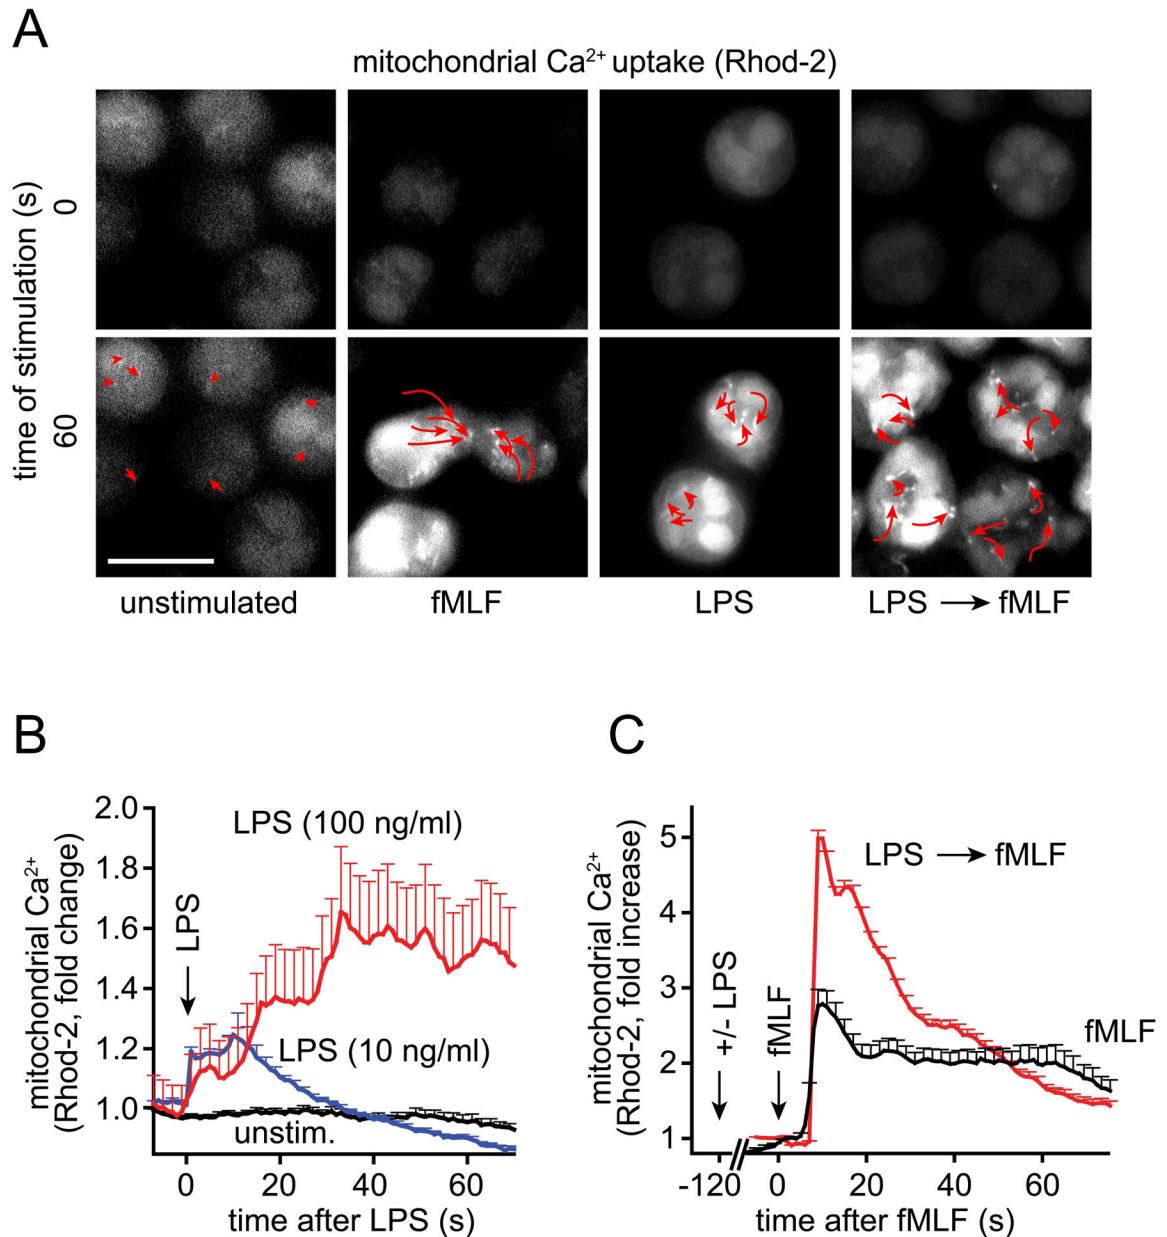 A
mitochondrial Ca²⁺ uptake (Rhod-2)
time of stimulation (s)
0
60
unstimulated
fMLF
LPS
LPS → fMLF
B
mitochondrial Ca²⁺
(Rhod-2, fold change)
2.0
1.8
1.6
1.4
1.2
1.0
LPS
LPS (100 ng/ml)
LPS (10 ng/ml)
unstim.
0
20
40
60
time after LPS (s)
C
mitochondrial Ca²⁺
(Rhod-2, fold increase)
5
4
3
2
1
+/- LPS
fMLF
LPS → fMLF
fMLF
-120
0
20
40
60
time after fMLF (s)